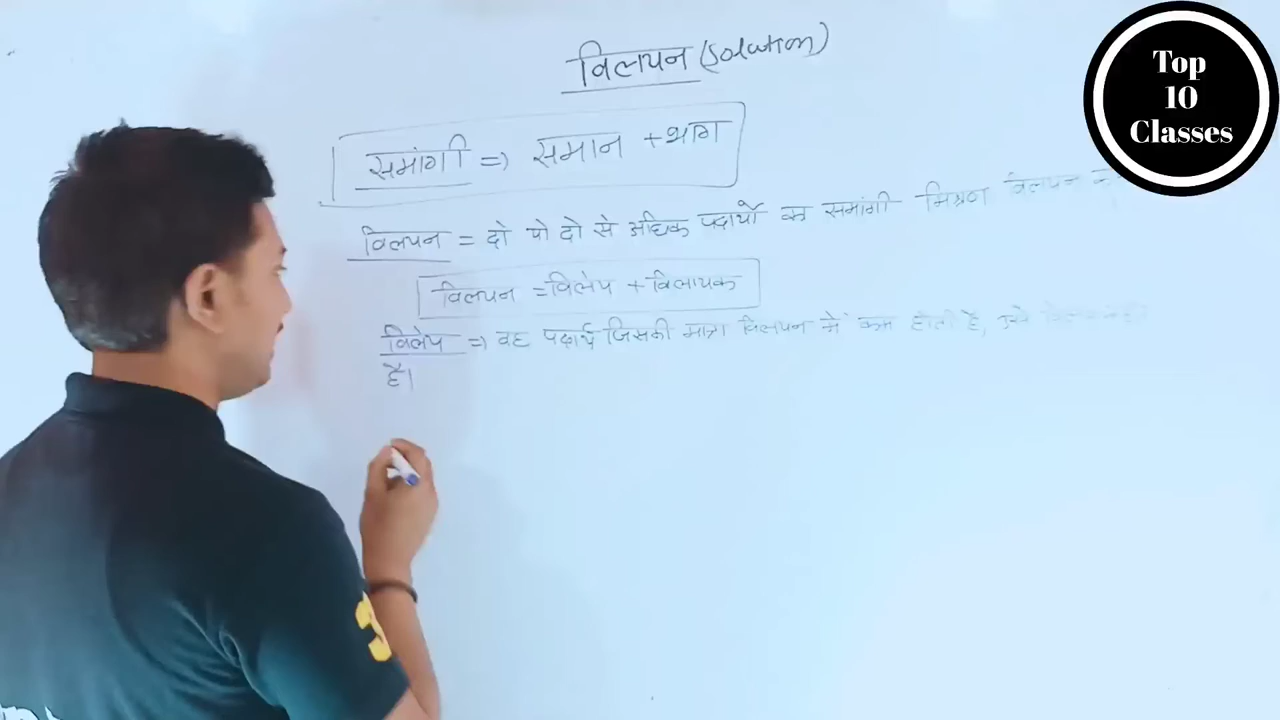 विलयन (Solution)
समांगी => समान + भाग
विलयन = दो यो दो से अधिक पदार्थो का समांगी मिश्रण विलयन
विलयन = विलेय + विलायक
विलेय => वह पदार्थ जिसकी मात्रा विलयन में कम होती है, उसे
है।
Top
10
Classes